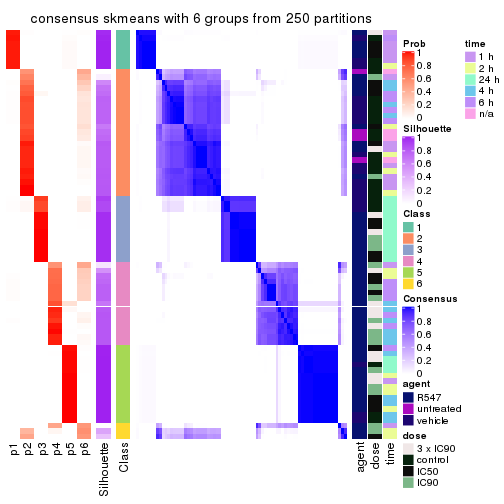 consensus skmeans with 6 groups from 250 partitions
Prob
1
0.8
0.6
0.4
0.2
0
time
1 h
2 h
24 h
4 h
6 h
n/a
Silhouette
1
0.8
0.6
0.4
0.2
0
Class
1
2
3
4
5
6
Consensus
1
0.8
0.6
0.4
0.2
0
agent
R547
untreated
vehicle
dose
3 x IC90
control
IC50
IC90
p1
p2
p3
p4
p5
p6
Silhouette
Class
agent
dose
time